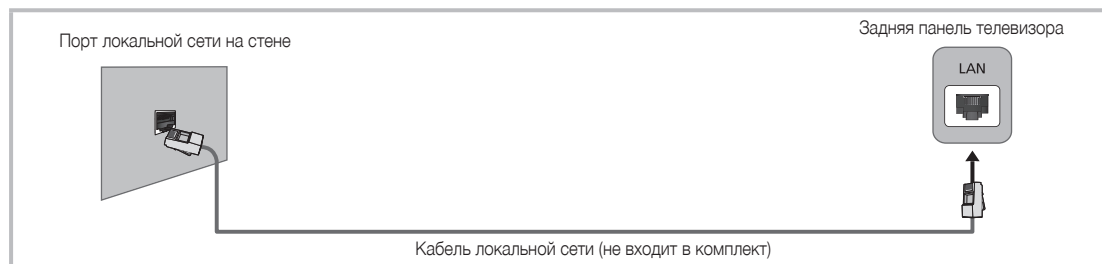 Порт локальной сети на стене
Задняя панель телевизора
LAN
Кабель локальной сети (не входит в комплект)